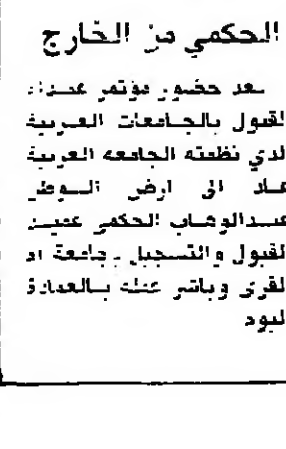 الحكمي من الخارج
بعد حضور مؤتمر عمداء
القبول بالجامعات العربية
الذي نظمته الجامعة العربية
عاد الى ارض الوطن
عبدالوهاب الحكمي عميد
القبول والتسجيل بجامعة ام
القرى وباشر عمله بالعمادة
اليوم